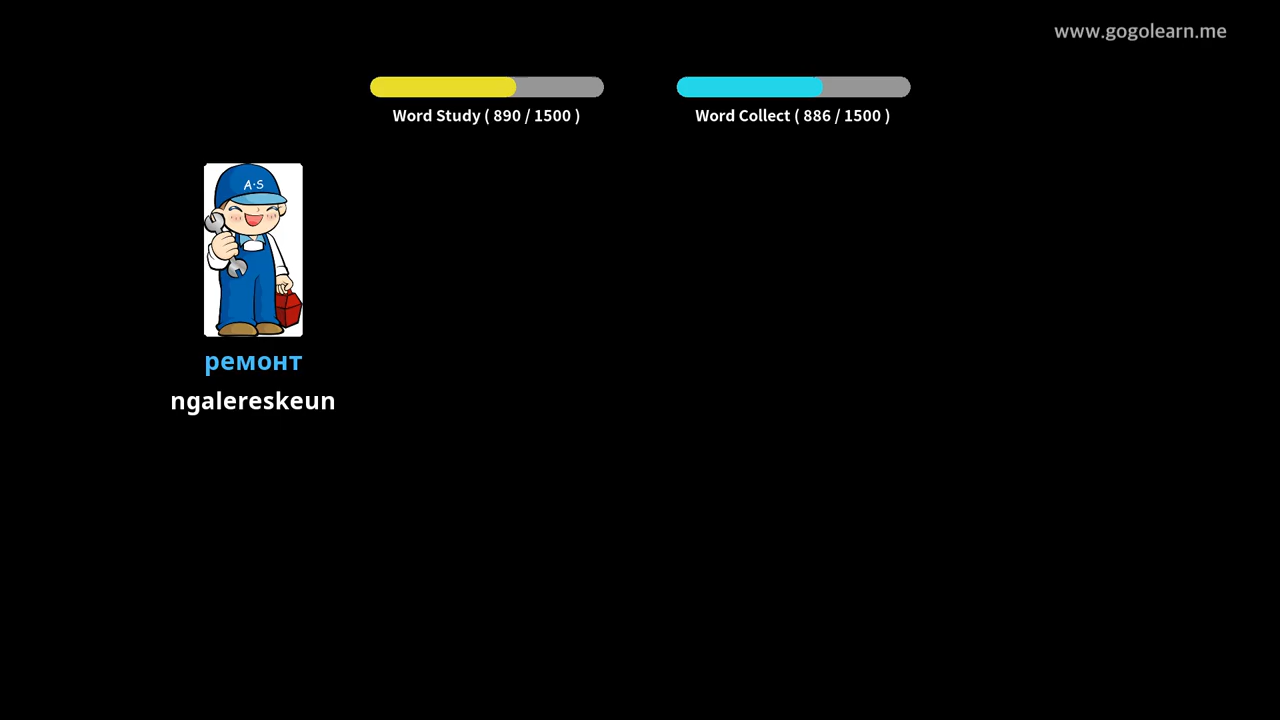 www.gogolearn.me
Word Study ( 890 / 1500 )
Word Collect ( 886 / 1500 )
A·S
ремонт
ngalereskeun